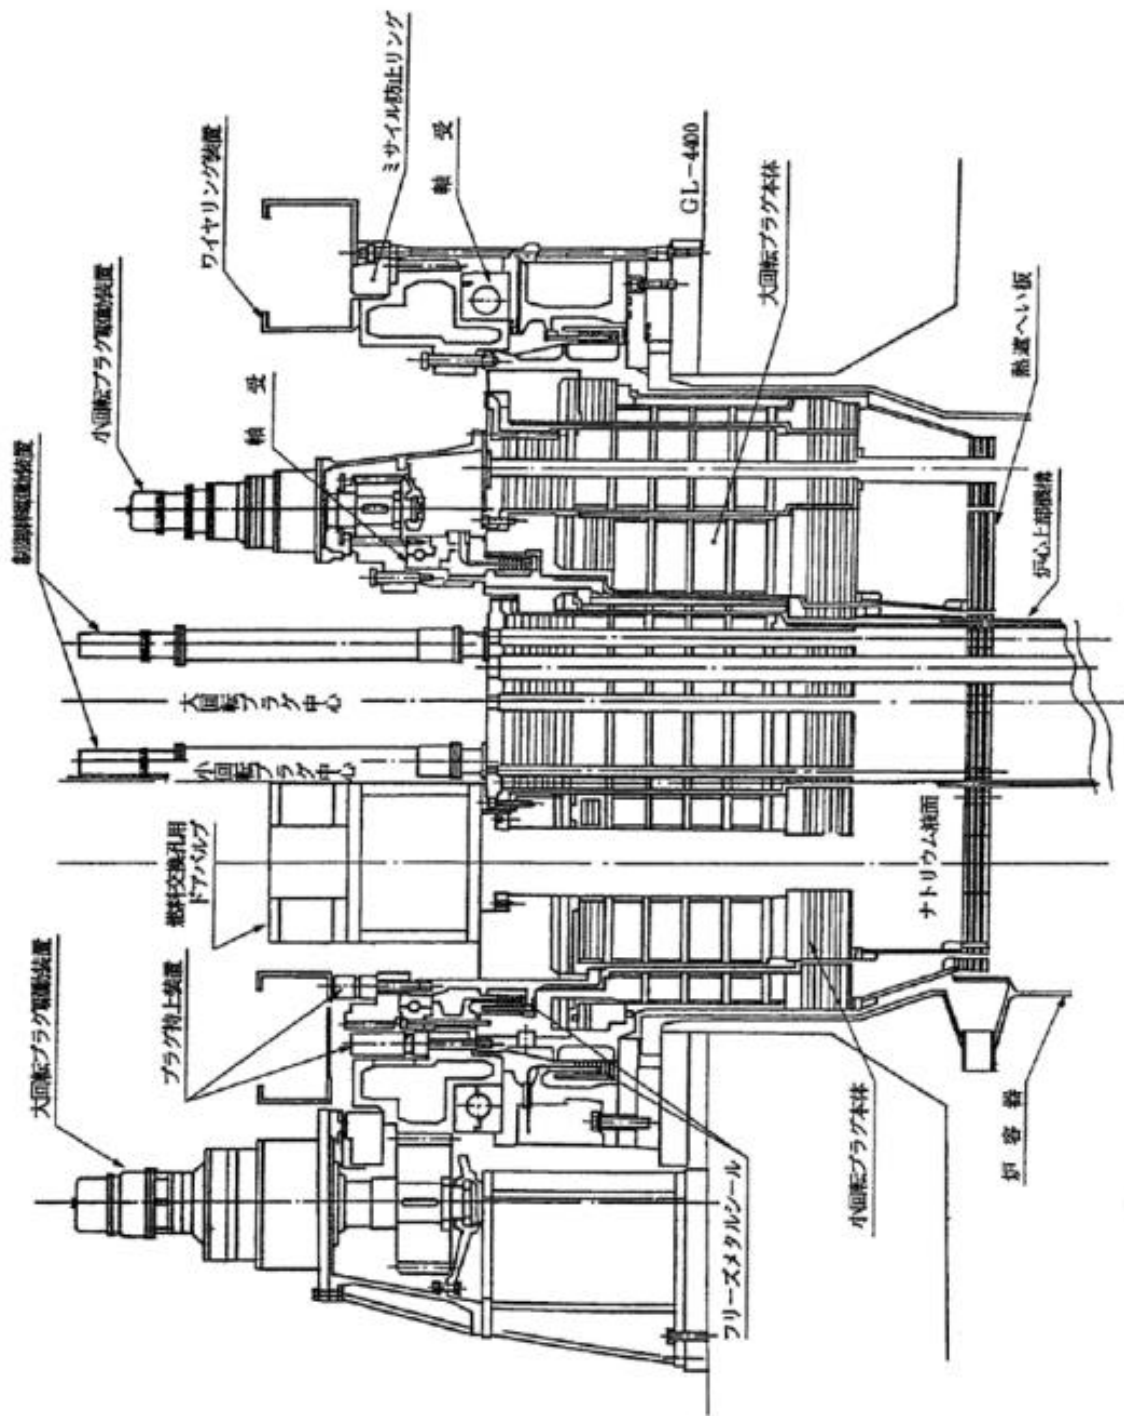 大回転プラグ駆動装置
プラグ持上装置
燃料交換孔用
ドアバルブ
制御棒駆動装置
小回転プラグ駆動装置
ワイヤリング装置
ミサイル防止リング
軸受
軸受
大回転プラグ中心
小回転プラグ中心
GL-4400
大回転プラグ本体
熱遮へい板
炉心上部機構
ナトリウム液面
フリーズメタルシール
小回転プラグ本体
炉容器